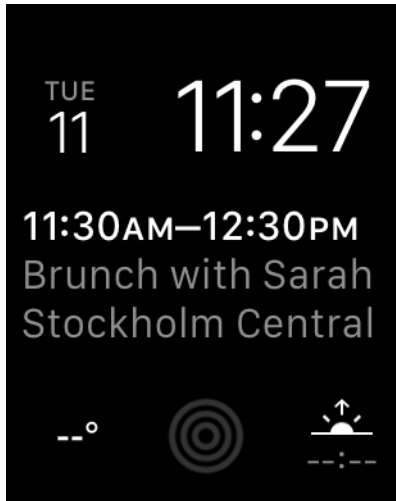 TUE
11
11:27
11:30AM–12:30PM
Brunch with Sarah
Stockholm Central
--°
--:--